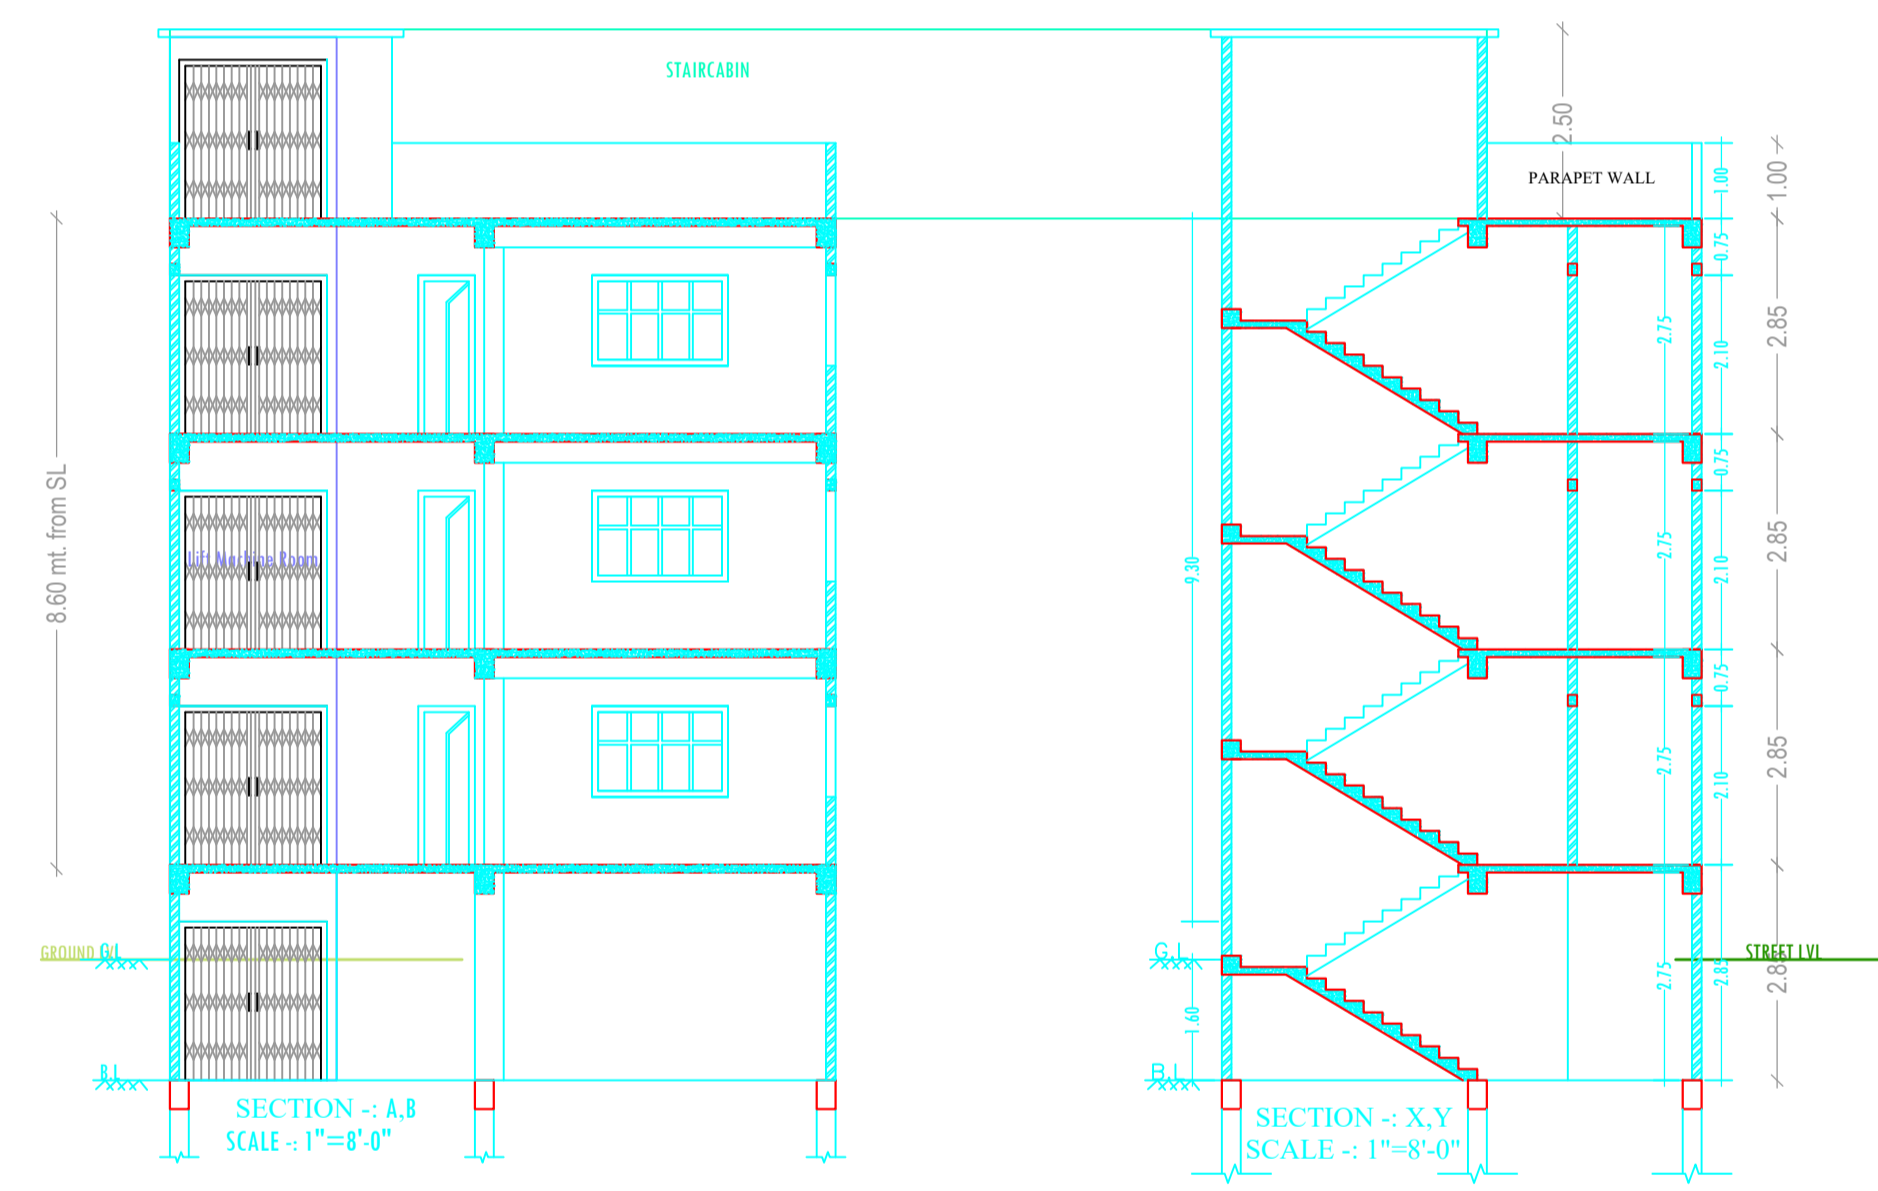 STAIRCABIN
2.50
PARAPET WALL
1.00
1.00
0.75
2.75
2.10
2.85
0.75
2.75
2.10
2.85
0.75
2.75
2.10
2.85
8.60 mt. from SL
Lift Machine Room
9.30
GROUND LVL
G.L
G.L
STREET LVL
2.75
2.85
2.85
1.60
B.L
B.L
SECTION -: A,B
SCALE -: 1"=8'-0"
SECTION -: X,Y
SCALE -: 1"=8'-0"